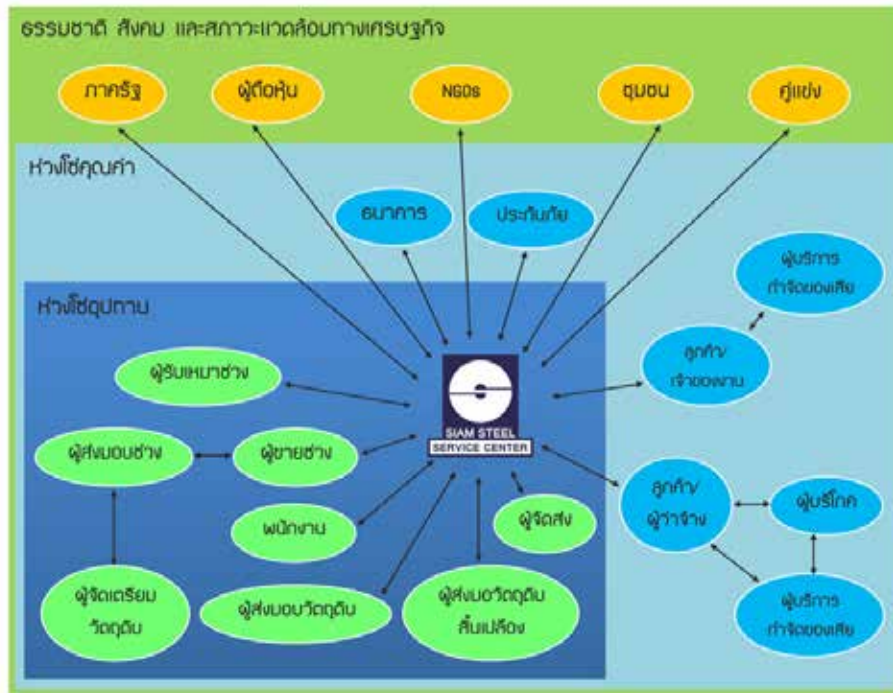 ธรรมชาติ สังคม และสภาวะแวดล้อมทางเศรษฐกิจ
ภาครัฐ
ผู้ถือหุ้น
NGOs
ชุมชน
คู่แข่ง
ห่วงโซ่คุณค่า
ธนาคาร
ประกันภัย
ผู้บริการ
กำจัดของเสีย
ห่วงโซ่อุปทาน
ลูกค้า/
เจ้าของงาน
ผู้รับเหมาช่วง
SIAM STEEL
SERVICE CENTER
ผู้ส่งมอบช่วง
ผู้ขายช่วง
ลูกค้า/
ผู้ว่าจ้าง
ผู้บริโภค
พนักงาน
ผู้จัดส่ง
ผู้จัดเตรียม
วัตถุดิบ
ผู้ส่งมอบวัตถุดิบ
ผู้ส่งมอวัตถุดิบ
สิ้นเปลือง
ผู้บริการ
กำจัดของเสีย